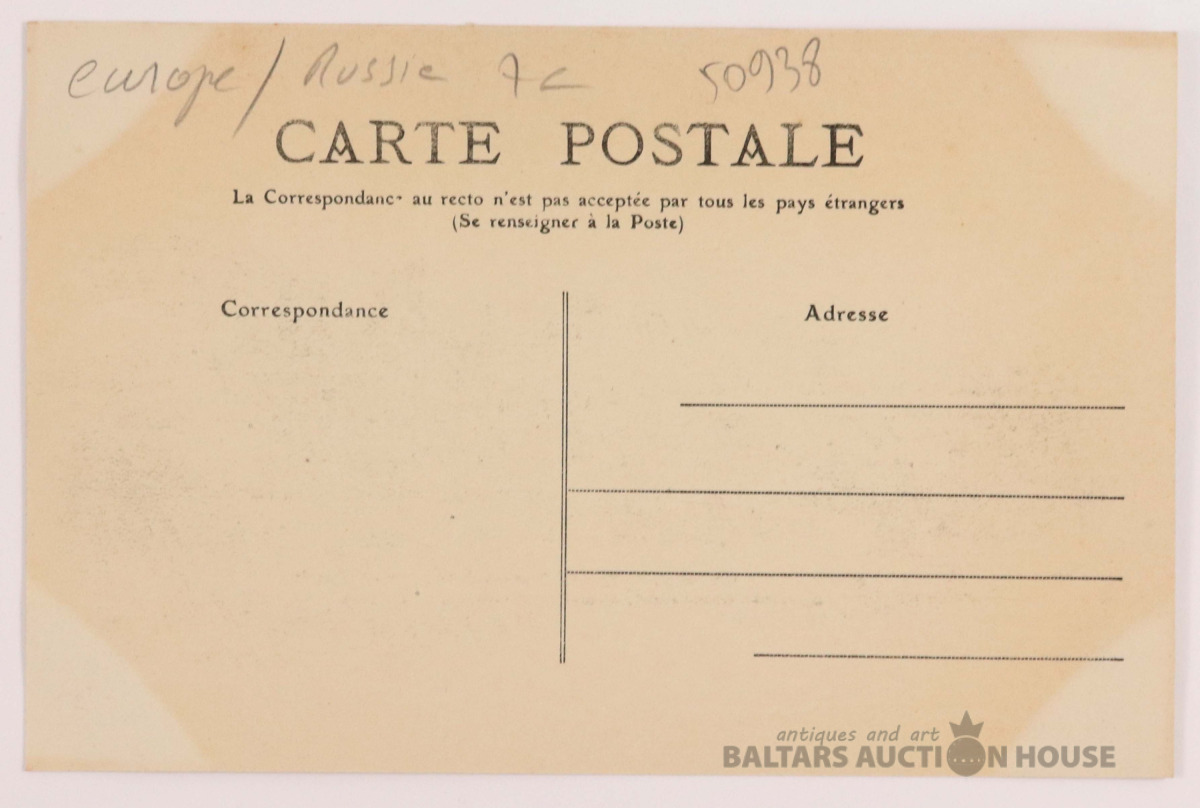 europe / Russie 7c 50938
CARTE POSTALE
La Correspondanc· au recto n'est pas acceptée par tous les pays étrangers
(Se renseigner à la Poste)
Correspondance
Adresse
antiques and art
BALTARS AUCTION HOUSE